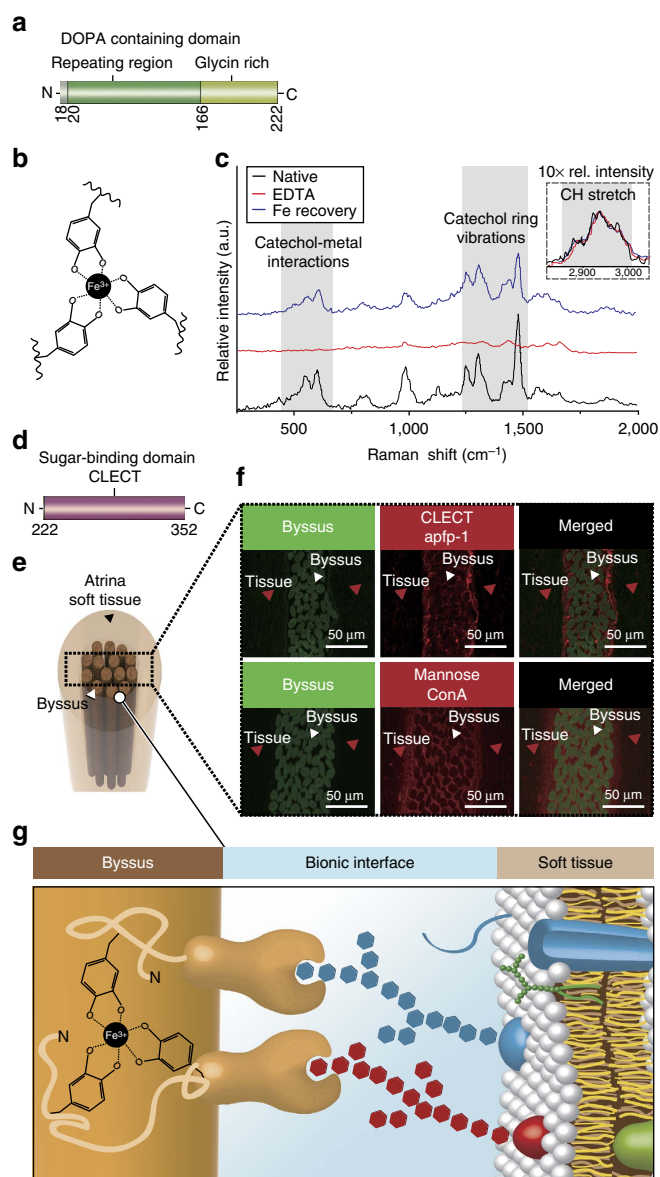 a
DOPA containing domain
Repeating region Glycin rich
N C
18 20 166 222
b
Fe3+
c
Native
EDTA
Fe recovery
10× rel. intensity
CH stretch
2,900 3,000
Catechol-metal
interactions
Catechol ring
vibrations
Relative intensity (a.u.)
500 1,000 1,500 2,000
Raman shift (cm−1)
d
Sugar-binding domain
CLECT
N C
222 352
e
Atrina
soft tissue
Byssus
f
Byssus
CLECT
apfp-1
Merged
Tissue Byssus
50 μm
Tissue Byssus
50 μm
Byssus
50 μm
Byssus
Mannose
ConA
Merged
Tissue Byssus
50 μm
Tissue Byssus
50 μm
Byssus
50 μm
g
Byssus Bionic interface Soft tissue
N
Fe3+
N